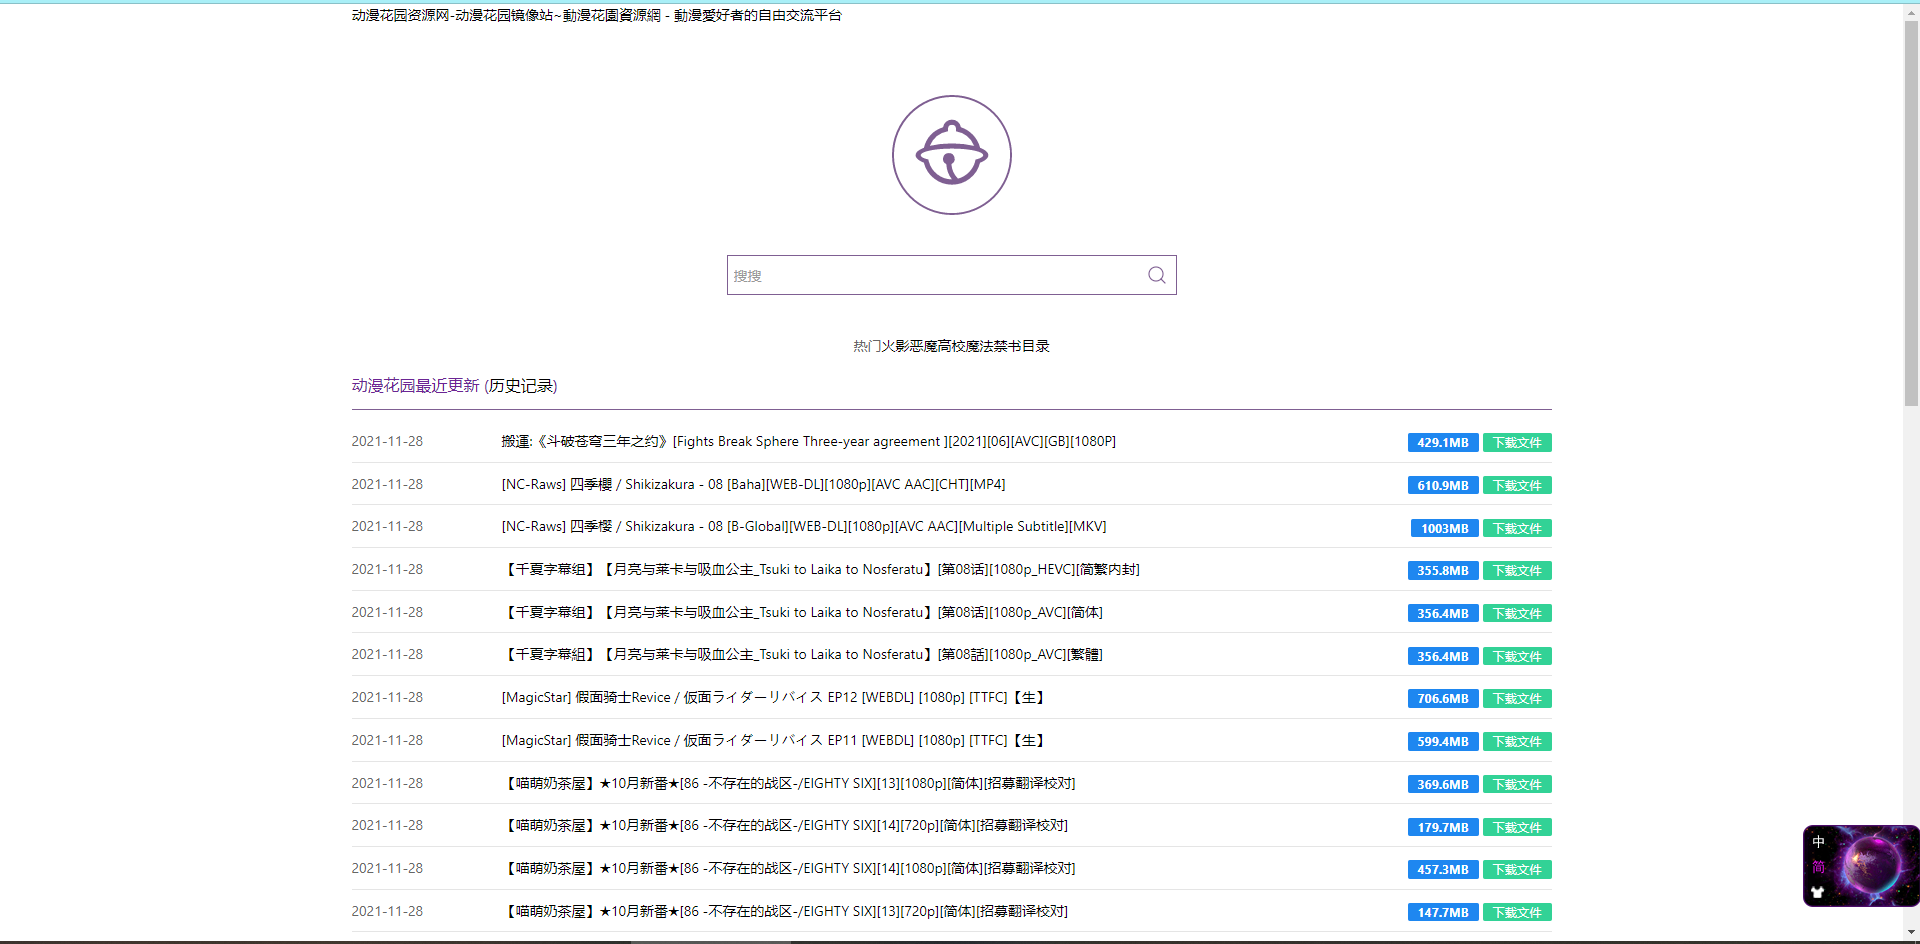 动漫花园资源网-动漫花园镜像站~動漫花園資源網 - 動漫愛好者的自由交流平台
搜搜
热门火影恶魔高校魔法禁书目录
动漫花园最近更新 (历史记录)
2021-11-28 搬運:《斗破苍穹三年之约》[Fights Break Sphere Three-year agreement ][2021][06][AVC][GB][1080P] 429.1MB 下载文件
2021-11-28 [NC-Raws] 四季樱 / Shikizakura - 08 [Baha][WEB-DL][1080p][AVC AAC][CHT][MP4] 610.9MB 下载文件
2021-11-28 [NC-Raws] 四季樱 / Shikizakura - 08 [B-Global][WEB-DL][1080p][AVC AAC][Multiple Subtitle][MKV] 1003MB 下载文件
2021-11-28 【千夏字幕组】【月亮与莱卡与吸血公主_Tsuki to Laika to Nosferatu】[第08话][1080p_HEVC][简繁内封] 355.8MB 下载文件
2021-11-28 【千夏字幕组】【月亮与莱卡与吸血公主_Tsuki to Laika to Nosferatu】[第08话][1080p_AVC][简体] 356.4MB 下载文件
2021-11-28 【千夏字幕組】【月亮与莱卡与吸血公主_Tsuki to Laika to Nosferatu】[第08話][1080p_AVC][繁體] 356.4MB 下载文件
2021-11-28 [MagicStar] 假面骑士Revice / 仮面ライダーリバイス EP12 [WEBDL] [1080p] [TTFC]【生】 706.6MB 下载文件
2021-11-28 [MagicStar] 假面骑士Revice / 仮面ライダーリバイス EP11 [WEBDL] [1080p] [TTFC]【生】 599.4MB 下载文件
2021-11-28 【喵萌奶茶屋】★10月新番★[86 -不存在的战区-/EIGHTY SIX][13][1080p][简体][招募翻译校对] 369.6MB 下载文件
2021-11-28 【喵萌奶茶屋】★10月新番★[86 -不存在的战区-/EIGHTY SIX][14][720p][简体][招募翻译校对] 179.7MB 下载文件
2021-11-28 【喵萌奶茶屋】★10月新番★[86 -不存在的战区-/EIGHTY SIX][14][1080p][简体][招募翻译校对] 457.3MB 下载文件
2021-11-28 【喵萌奶茶屋】★10月新番★[86 -不存在的战区-/EIGHTY SIX][13][720p][简体][招募翻译校对] 147.7MB 下载文件
中
简